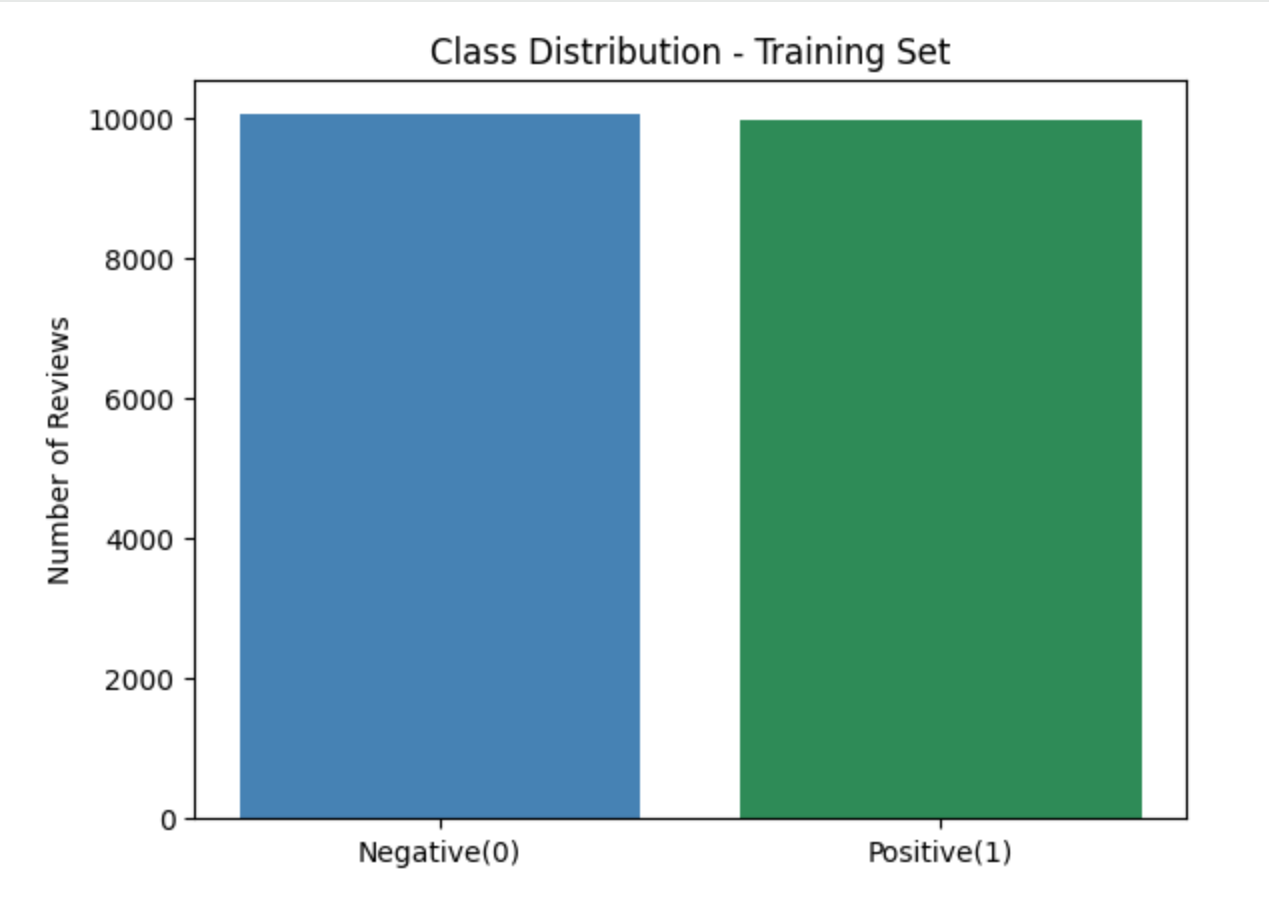 Class Distribution - Training Set
10000
8000
6000
4000
2000
0
Number of Reviews
Negative(0)
Positive(1)